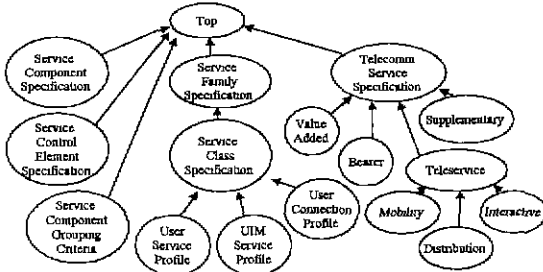 Top
Service
Component
Specification
Service
Family
Specification
Telecomm
Service
Specification
Service
Control
Element
Specification
Service
Class
Specification
Value
Added
Bearer
Supplementary
Teleservice
Service
Component
Grouping
Criteria
User
Service
Profile
UIM
Service
Profile
User
Connection
Profile
Mobility
Interactive
Distribution